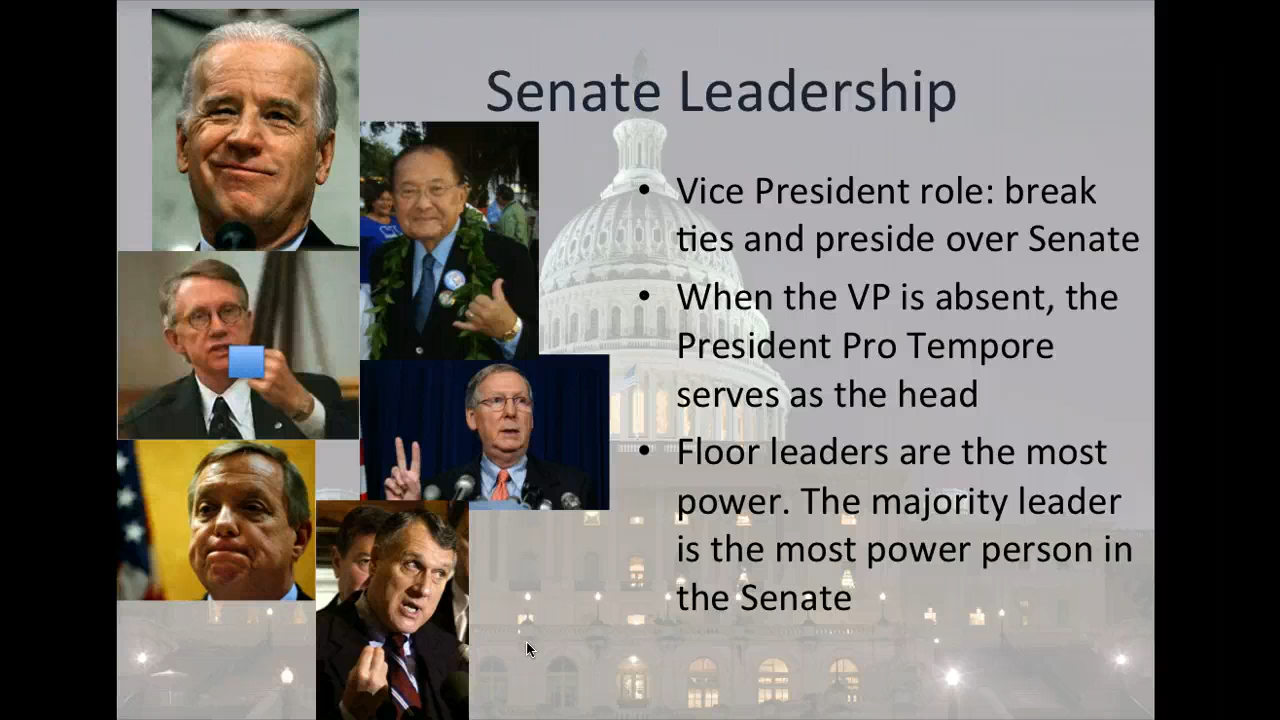 Senate Leadership
• Vice President role: break
ties and preside over Senate
• When the VP is absent, the
President Pro Tempore
serves as the head
• Floor leaders are the most
power. The majority leader
is the most power person in
the Senate